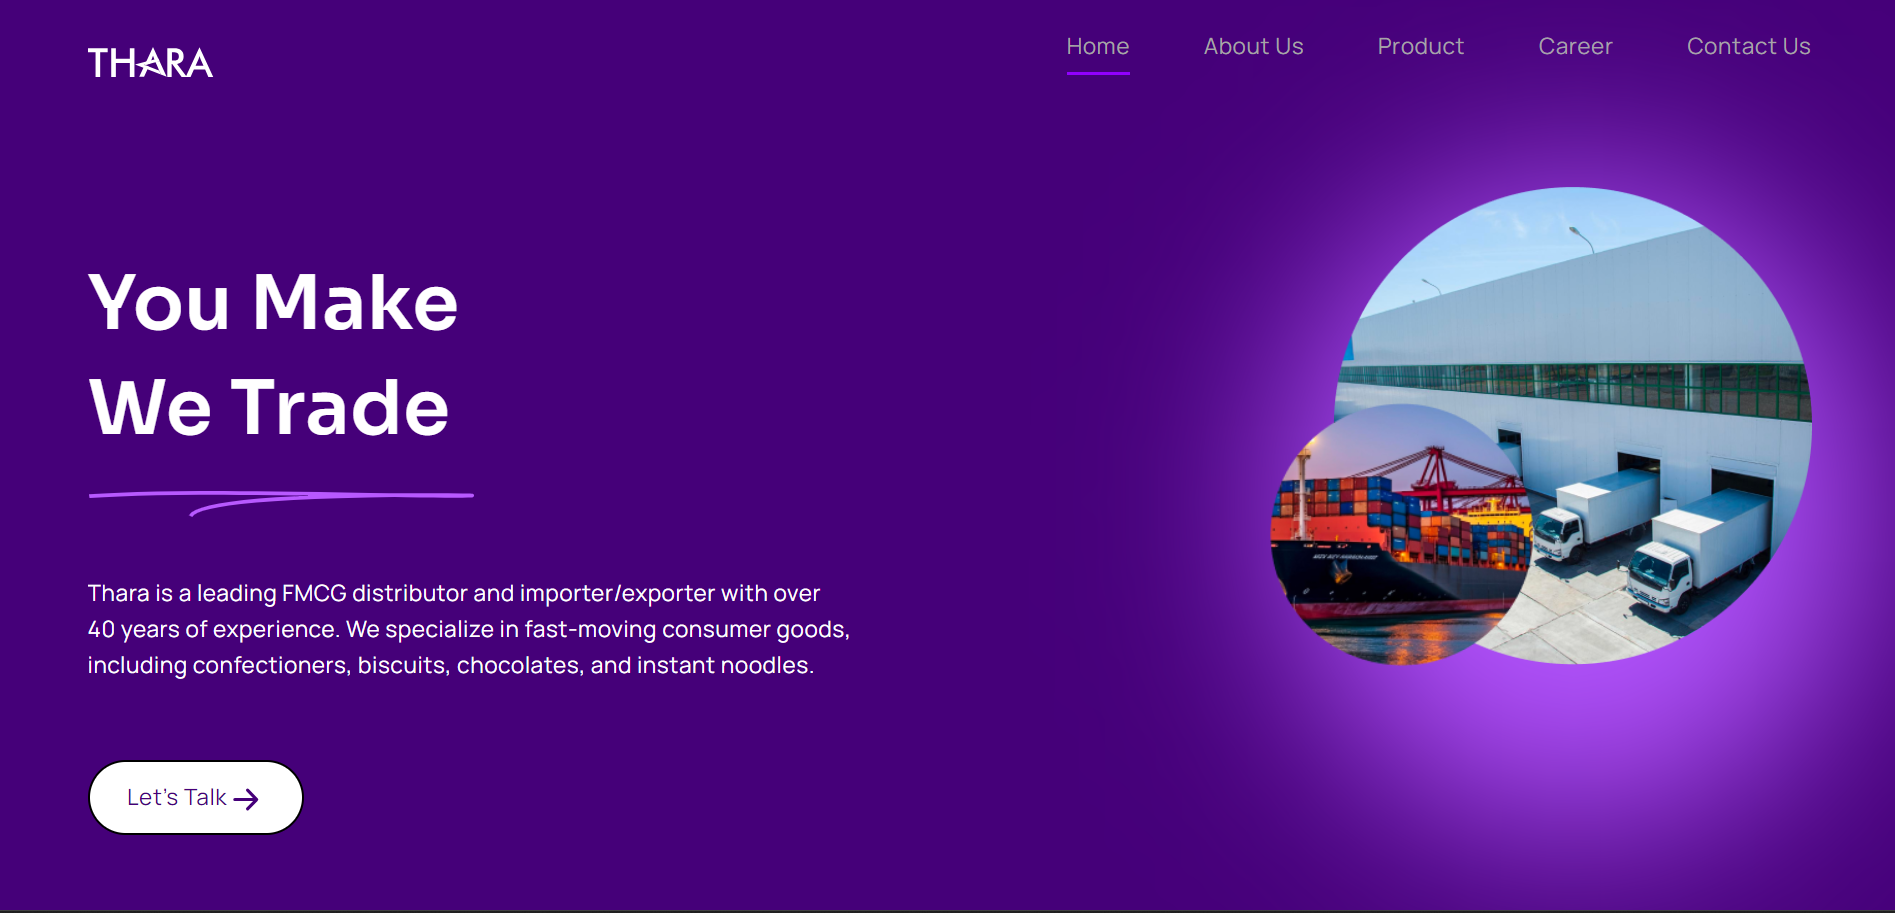 THARA
Home
About Us
Product
Career
Contact Us
You Make
We Trade
Thara is a leading FMCG distributor and importer/exporter with over
40 years of experience. We specialize in fast-moving consumer goods,
including confectioners, biscuits, chocolates, and instant noodles.
Let's Talk